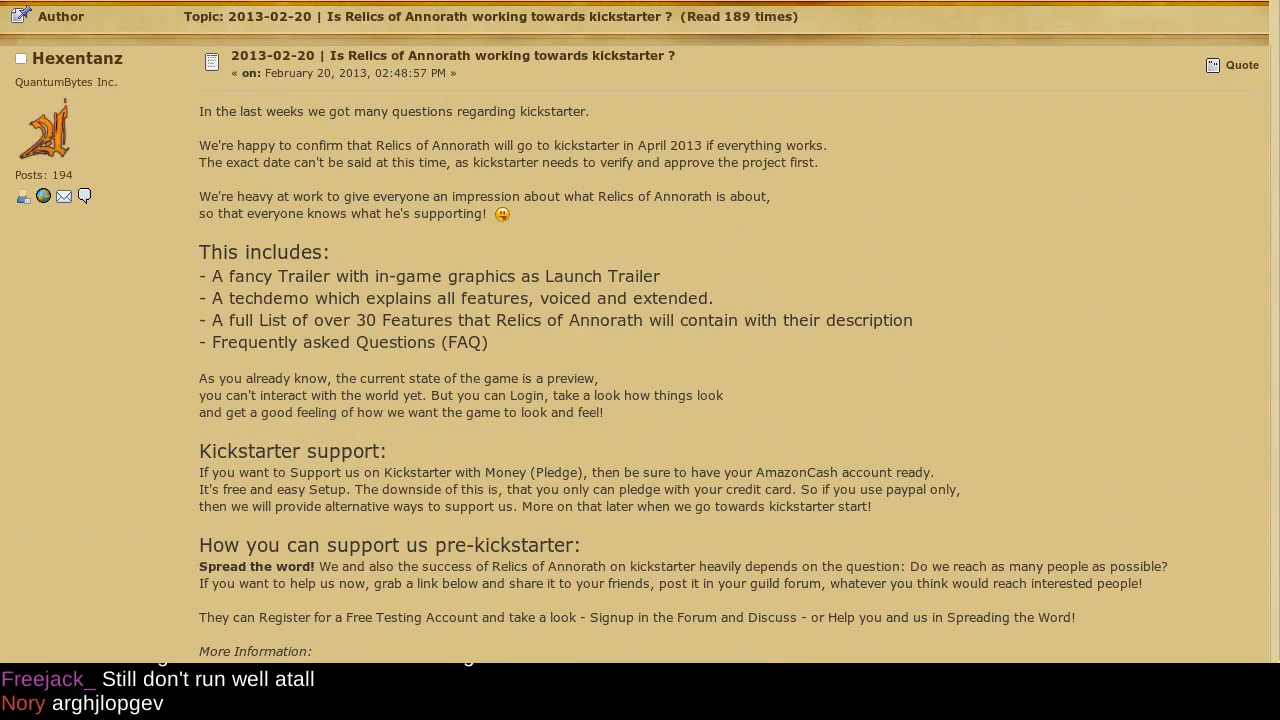 Author
Topic: 2013-02-20 | Is Relics of Annorath working towards kickstarter ? (Read 189 times)
Hexentanz
QuantumBytes Inc.
Posts: 194
2013-02-20 | Is Relics of Annorath working towards kickstarter ?
« on: February 20, 2013, 02:48:57 PM »
Quote
In the last weeks we got many questions regarding kickstarter.
We're happy to confirm that Relics of Annorath will go to kickstarter in April 2013 if everything works.
The exact date can't be said at this time, as kickstarter needs to verify and approve the project first.
We're heavy at work to give everyone an impression about what Relics of Annorath is about,
so that everyone knows what he's supporting!
This includes:
- A fancy Trailer with in-game graphics as Launch Trailer
- A techdemo which explains all features, voiced and extended.
- A full List of over 30 Features that Relics of Annorath will contain with their description
- Frequently asked Questions (FAQ)
As you already know, the current state of the game is a preview,
you can't interact with the world yet. But you can Login, take a look how things look
and get a good feeling of how we want the game to look and feel!
Kickstarter support:
If you want to Support us on Kickstarter with Money (Pledge), then be sure to have your AmazonCash account ready.
It's free and easy Setup. The downside of this is, that you only can pledge with your credit card. So if you use paypal only,
then we will provide alternative ways to support us. More on that later when we go towards kickstarter start!
How you can support us pre-kickstarter:
Spread the word! We and also the success of Relics of Annorath on kickstarter heavily depends on the question: Do we reach as many people as possible?
If you want to help us now, grab a link below and share it to your friends, post it in your guild forum, whatever you think would reach interested people!
They can Register for a Free Testing Account and take a look - Signup in the Forum and Discuss - or Help you and us in Spreading the Word!
More Information:
Freejack_ Still don't run well atall
Nory arghjlopgev